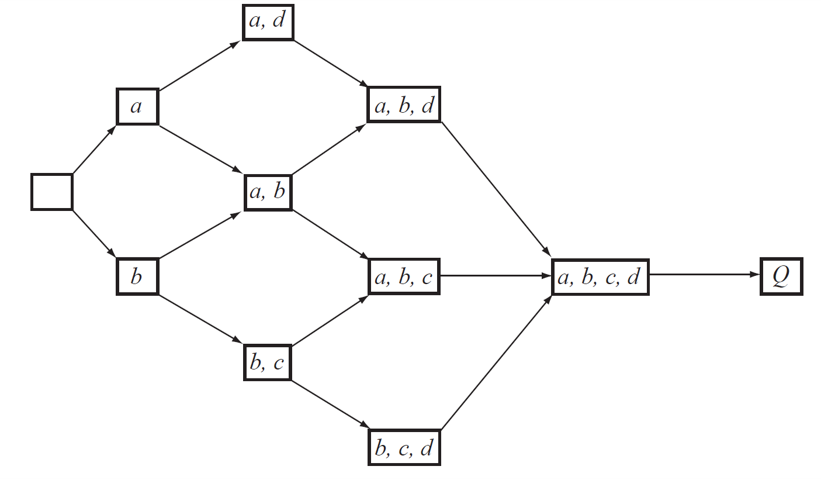 a, d
a
a, b, d
a, b
b
a, b, c
a, b, c, d
Q
b, c
b, c, d